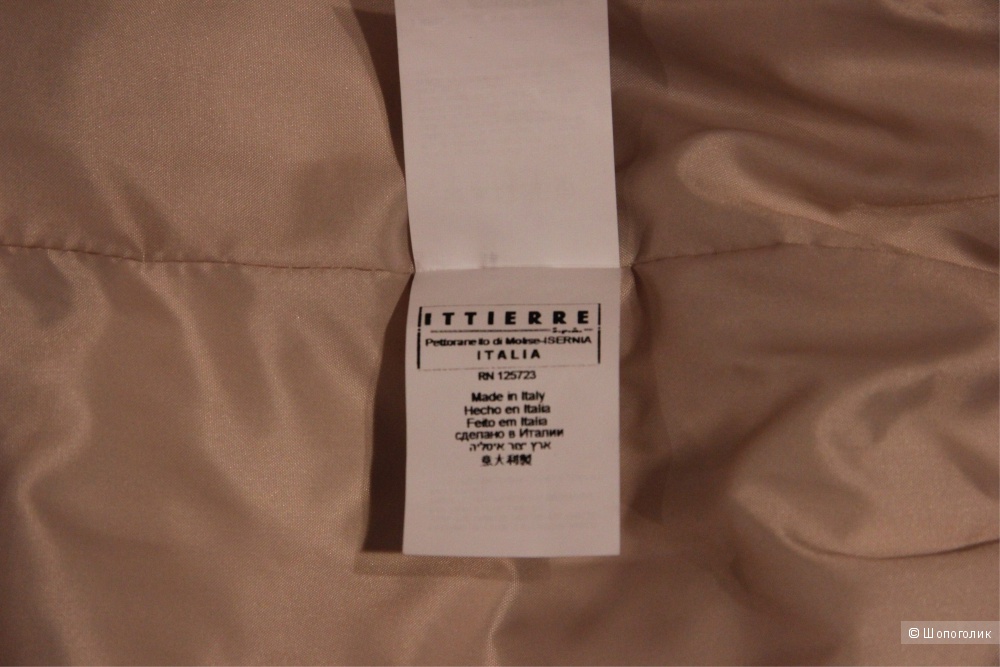 ITTIERRE
S.p.A.
Pettoranello di Molise-ISERNIA
ITALIA
RN 125723
Made in Italy
Hecho en Italia
Feito em Italia
сделано в Италии
ארץ יצור איטליה
意大利製
© Шопоголик